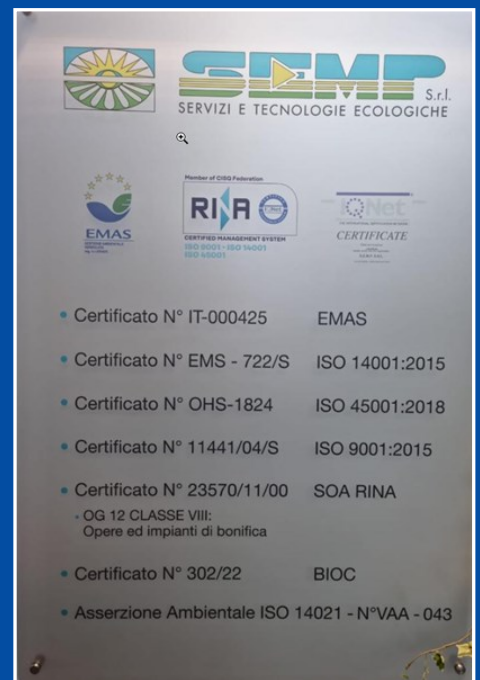 SEMP S.r.l.
SERVIZI E TECNOLOGIE ECOLOGICHE
EMAS
Member of CISQ Federation
RINA
CERTIFIED MANAGEMENT SYSTEM
ISO 9001 - ISO 14001
ISO 45001
IQNet
CERTIFICATE
• Certificato N° IT-000425 EMAS
• Certificato N° EMS - 722/S ISO 14001:2015
• Certificato N° OHS-1824 ISO 45001:2018
• Certificato N° 11441/04/S ISO 9001:2015
• Certificato N° 23570/11/00 SOA RINA
• OG 12 CLASSE VIII:
Opere ed impianti di bonifica
• Certificato N° 302/22 BIOC
• Asserzione Ambientale ISO 14021 - N°VAA - 043